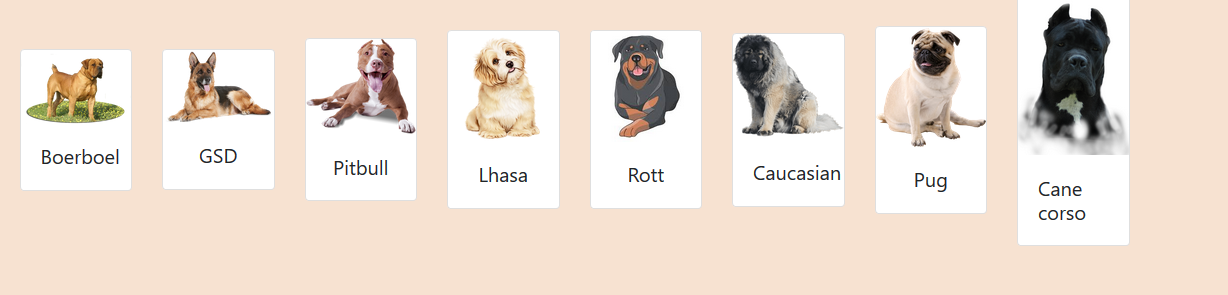 Boerboel
GSD
Pitbull
Lhasa
Rott
Caucasian
Pug
Cane
corso